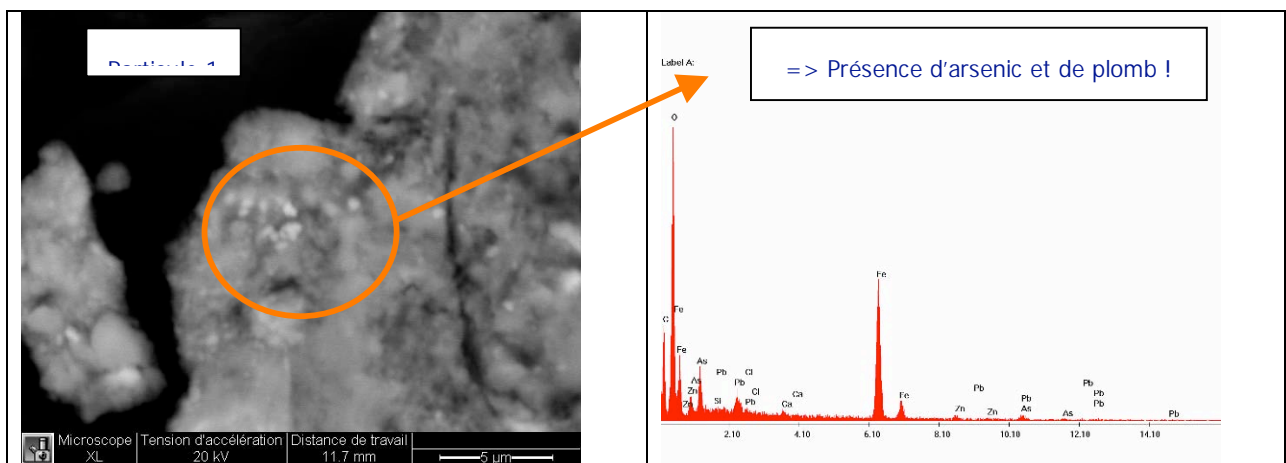 Particule 1
=> Présence d'arsenic et de plomb !
Label A:
O
Fe
C
Fe
As
As
Zn
Zn
Pb
Cl
Pb
Cl
Si
Pb
Ca
Ca
Fe
Fe
Zn
Pb
Zn
Pb
As
As
Pb
Pb
Pb
Pb
2.10 4.10 6.10 8.10 10.10 12.10 14.10
Microscope Tension d'accélération Distance de travail
XL 20 kV 11.7 mm 5 µm